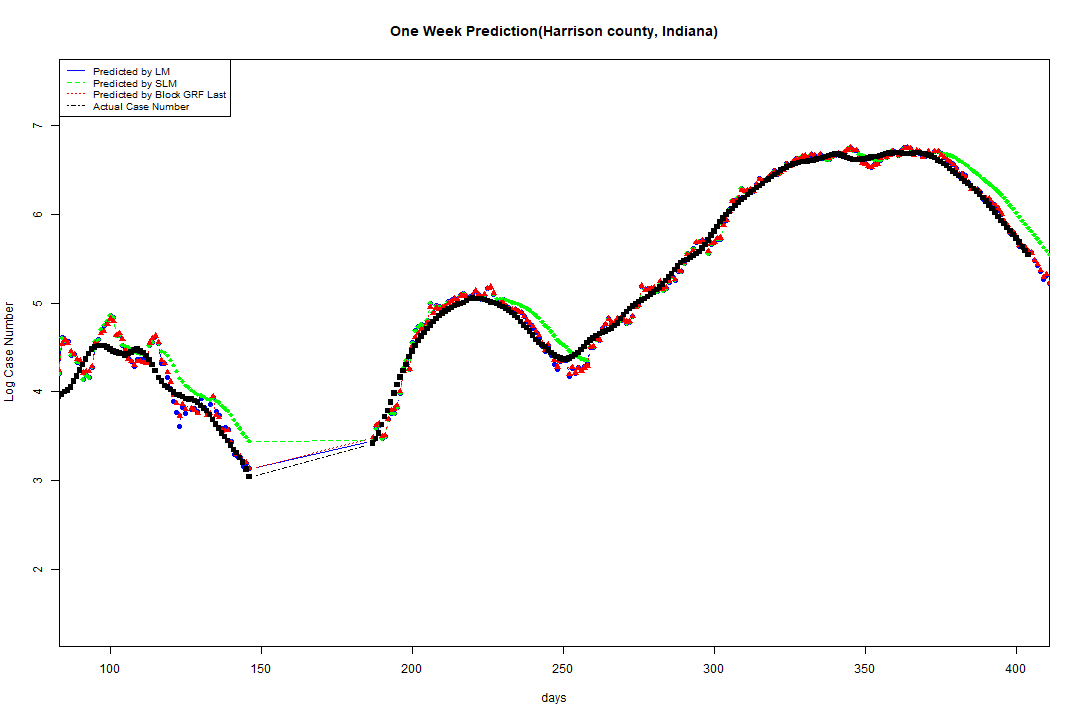 One Week Prediction(Harrison county, Indiana)
Predicted by LM
Predicted by SLM
Predicted by Block GRF Last
Actual Case Number
7
6
5
4
3
2
Log Case Number
100 150 200 250 300 350 400
days